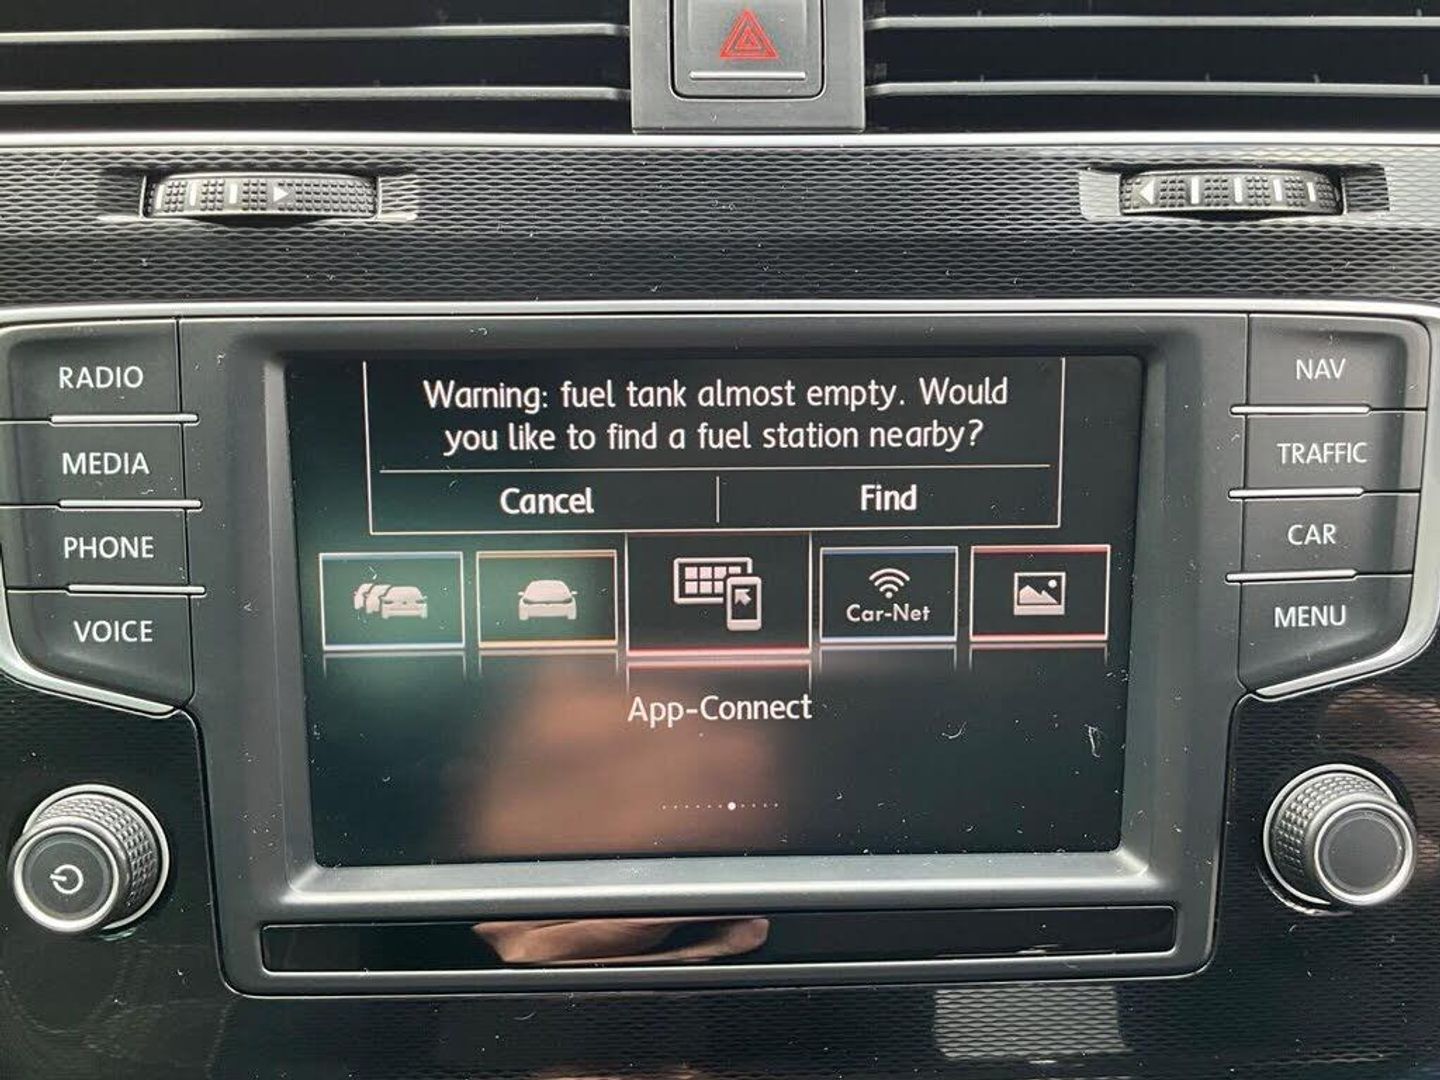 RADIO
MEDIA
PHONE
VOICE
Warning: fuel tank almost empty. Would
you like to find a fuel station nearby?
Cancel
Find
Car-Net
App-Connect
NAV
TRAFFIC
CAR
MENU